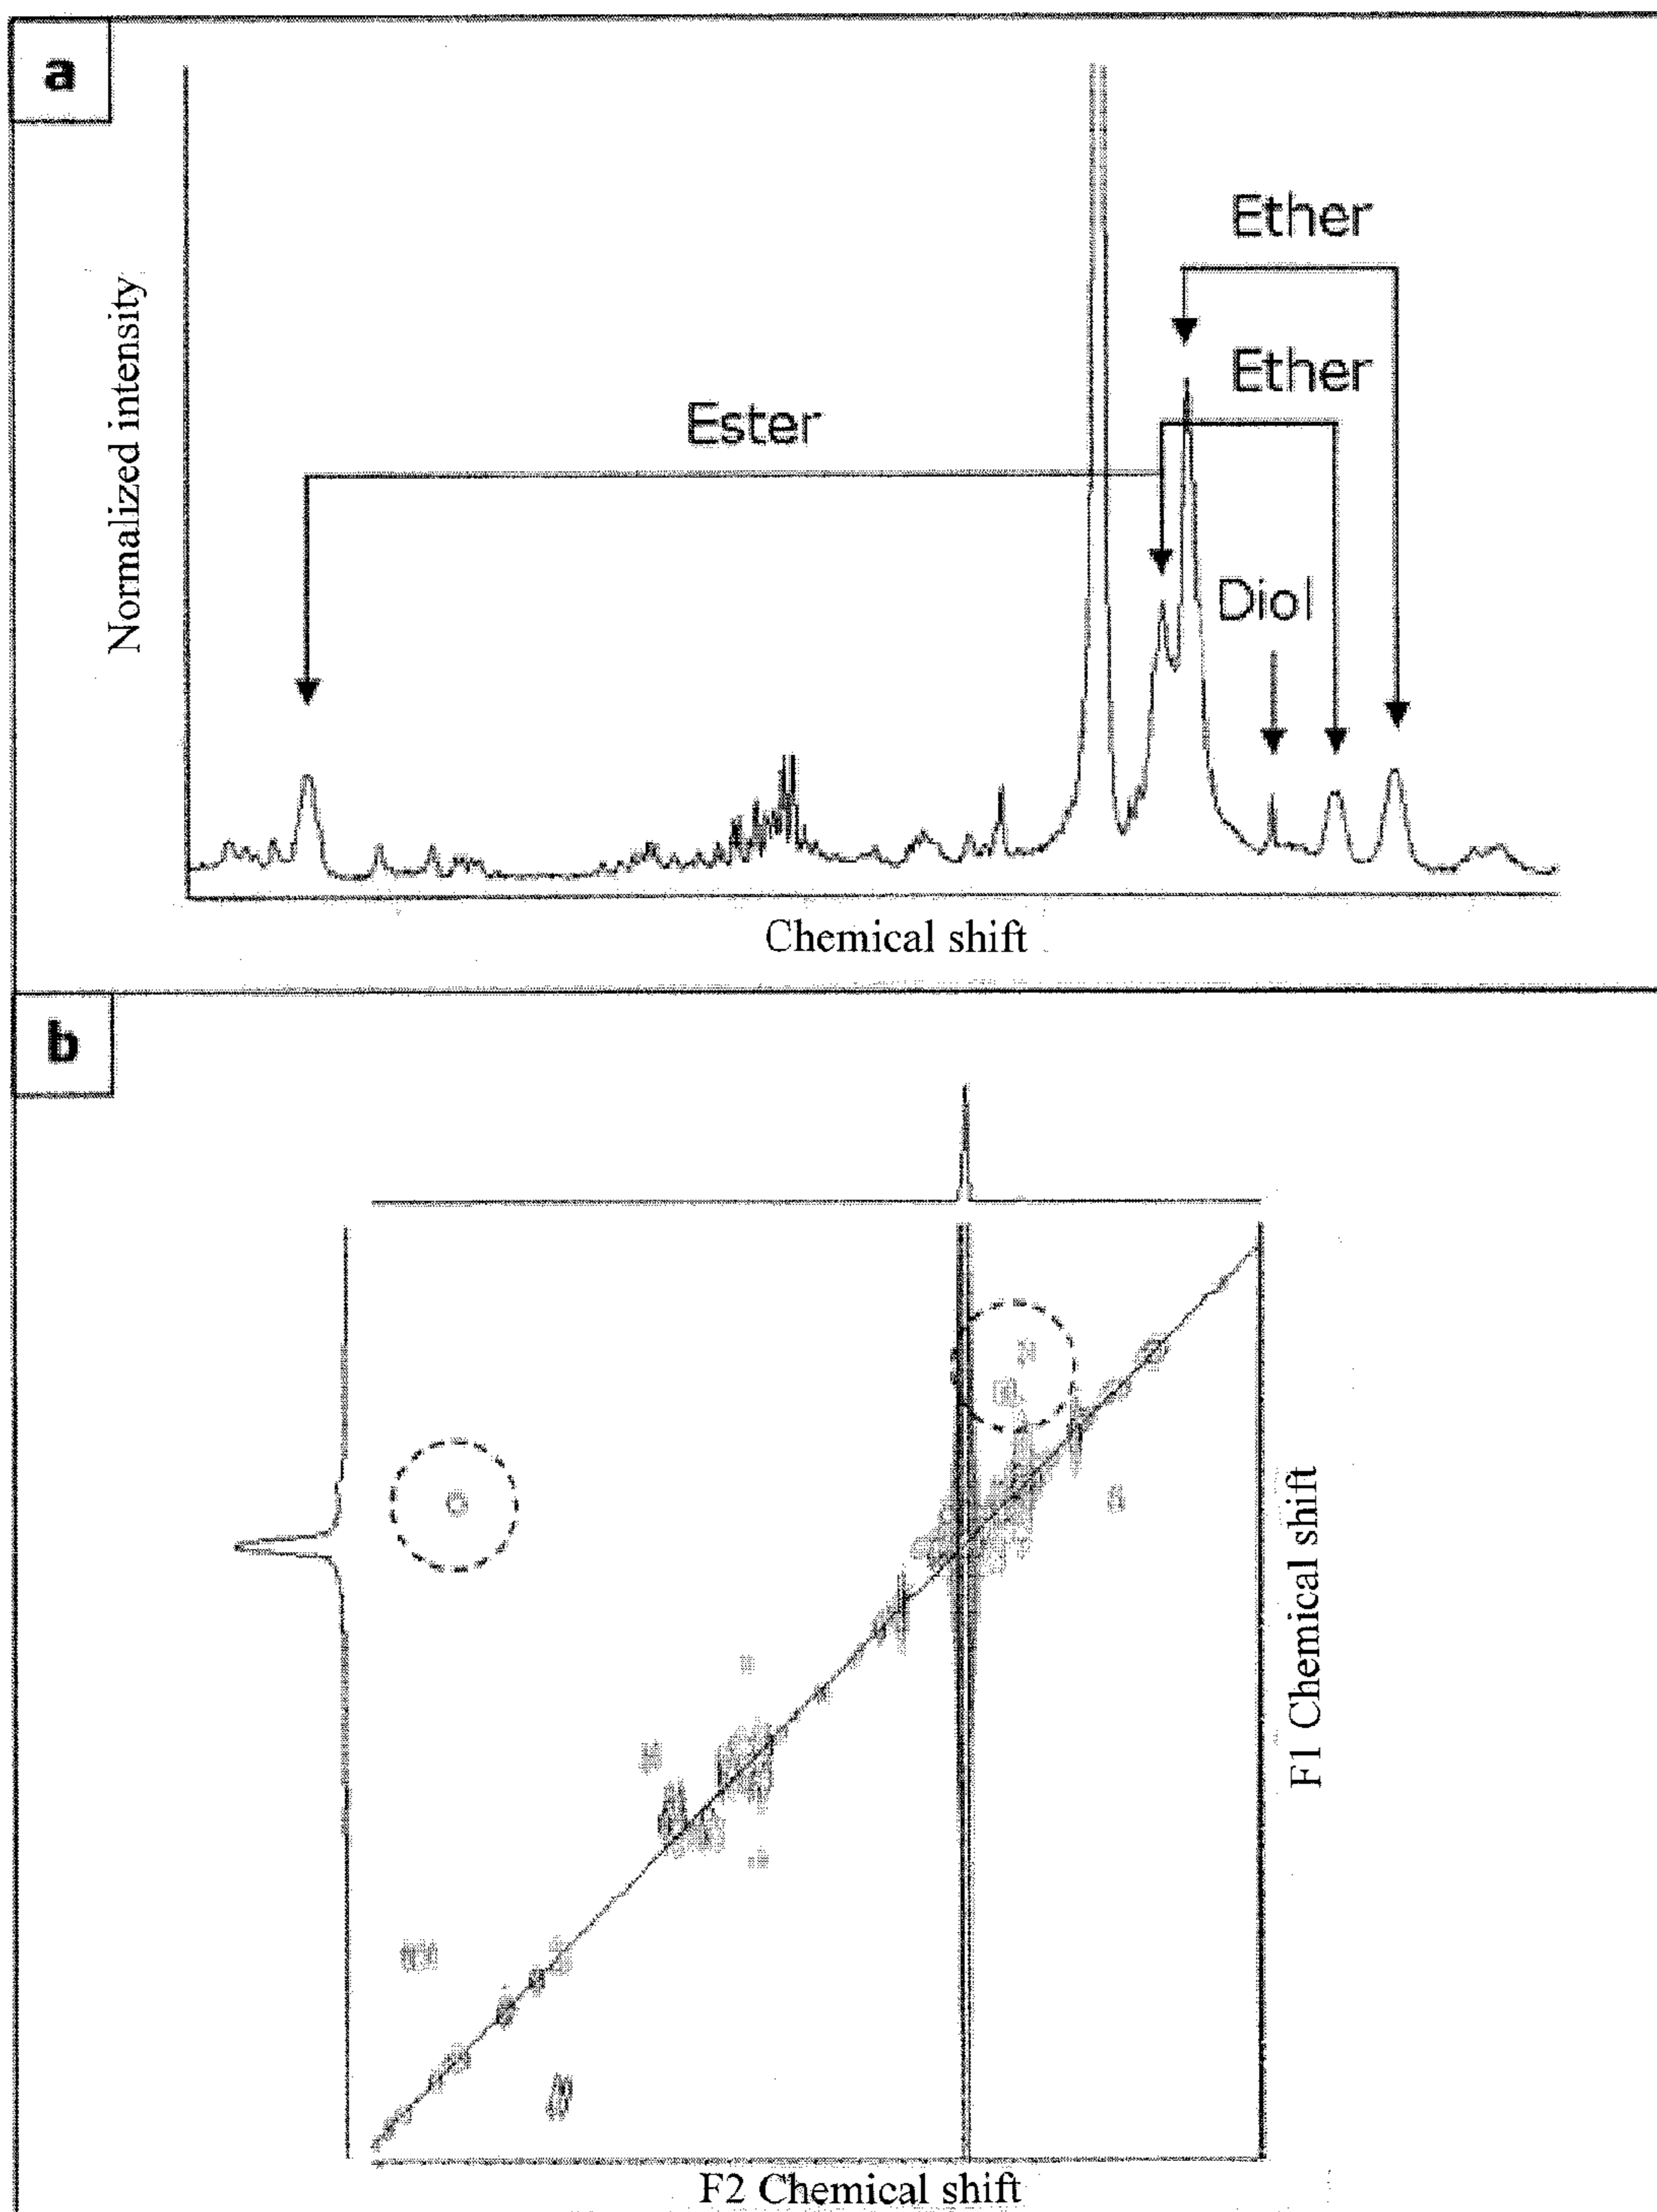 a
Normalized intensity
Ester
Ether
Ether
Diol
Chemical shift
b
F1 Chemical shift
F2 Chemical shift